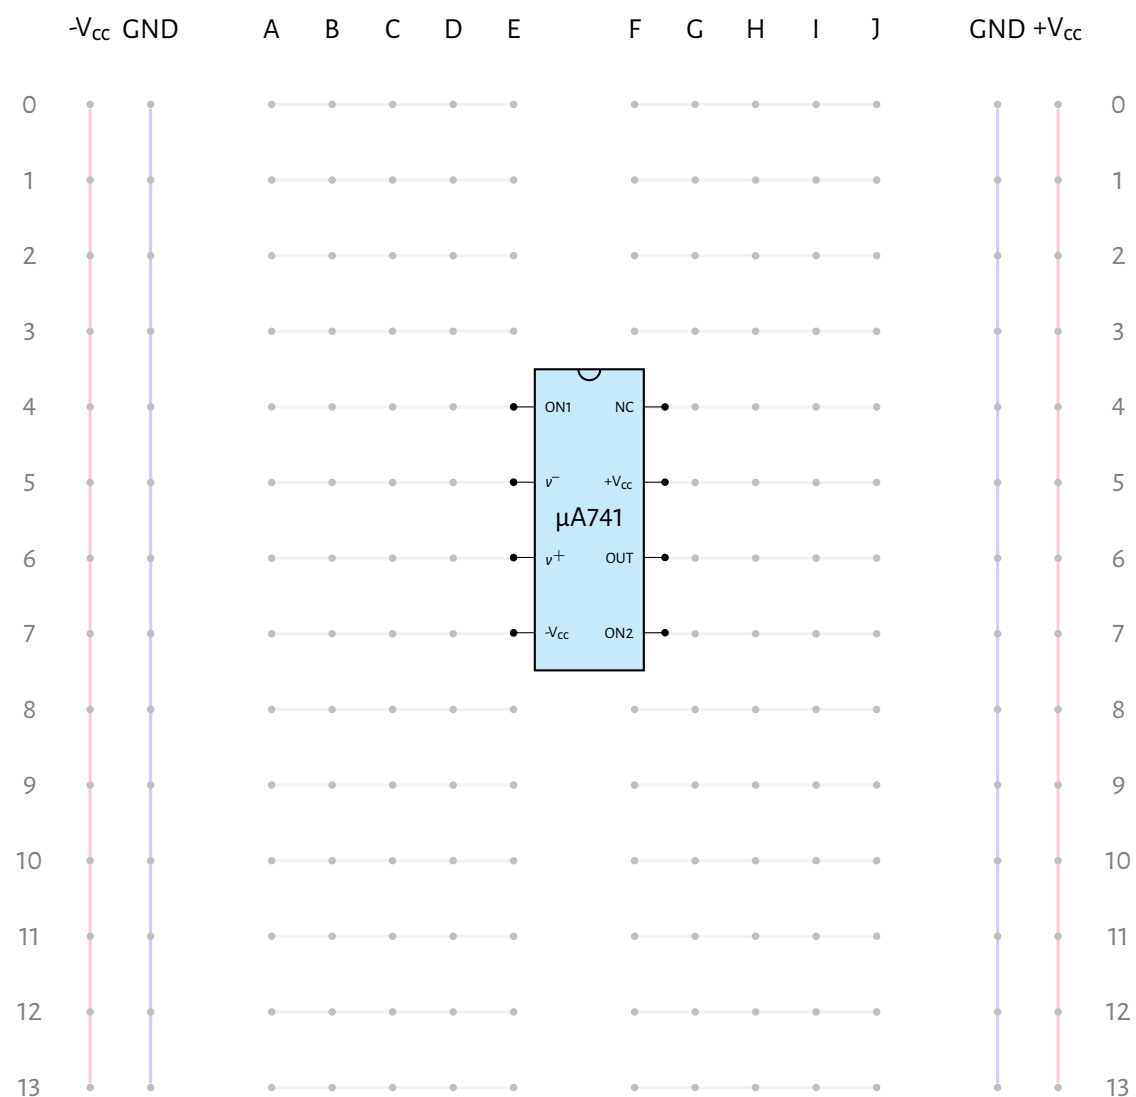 -Vcc GND A B C D E F G H I J GND +Vcc
0 0
1 1
2 2
3 3
4 ON1 NC 4
5 v− +Vcc 5
µA741
6 v+ OUT 6
7 -Vcc ON2 7
8 8
9 9
10 10
11 11
12 12
13 13